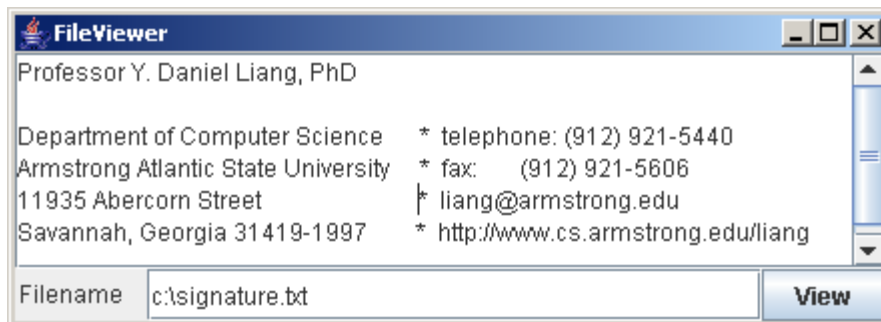 FileViewer
Professor Y. Daniel Liang, PhD
Department of Computer Science * telephone: (912) 921-5440
Armstrong Atlantic State University * fax: (912) 921-5606
11935 Abercorn Street * liang@armstrong.edu
Savannah, Georgia 31419-1997 * http://www.cs.armstrong.edu/liang
Filename c:\signature.txt View